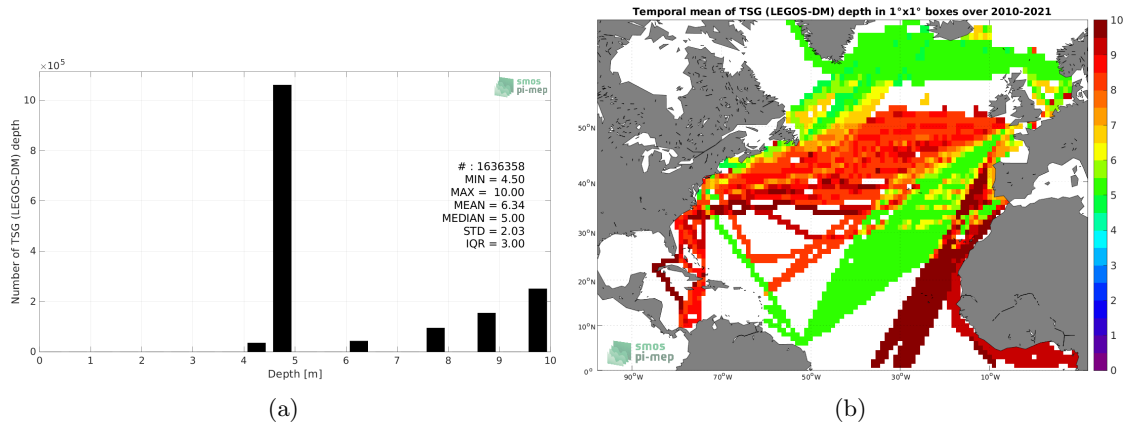 ×10⁵
10
8
6
4
2
0
Number of TSG (LEGOS-DM) depth
smos
pi-mep
# : 1636358
MIN = 4.50
MAX = 10.00
MEAN = 6.34
MEDIAN = 5.00
STD = 2.03
IQR = 3.00
0 1 2 3 4 5 6 7 8 9 10
Depth [m]
(a)
Temporal mean of TSG (LEGOS-DM) depth in 1°x1° boxes over 2010-2021
50°N
40°N
30°N
20°N
10°N
0°
smos
pi-mep
90°W 70°W 50°W 30°W 10°W
10
9
8
7
6
5
4
3
2
1
0
(b)